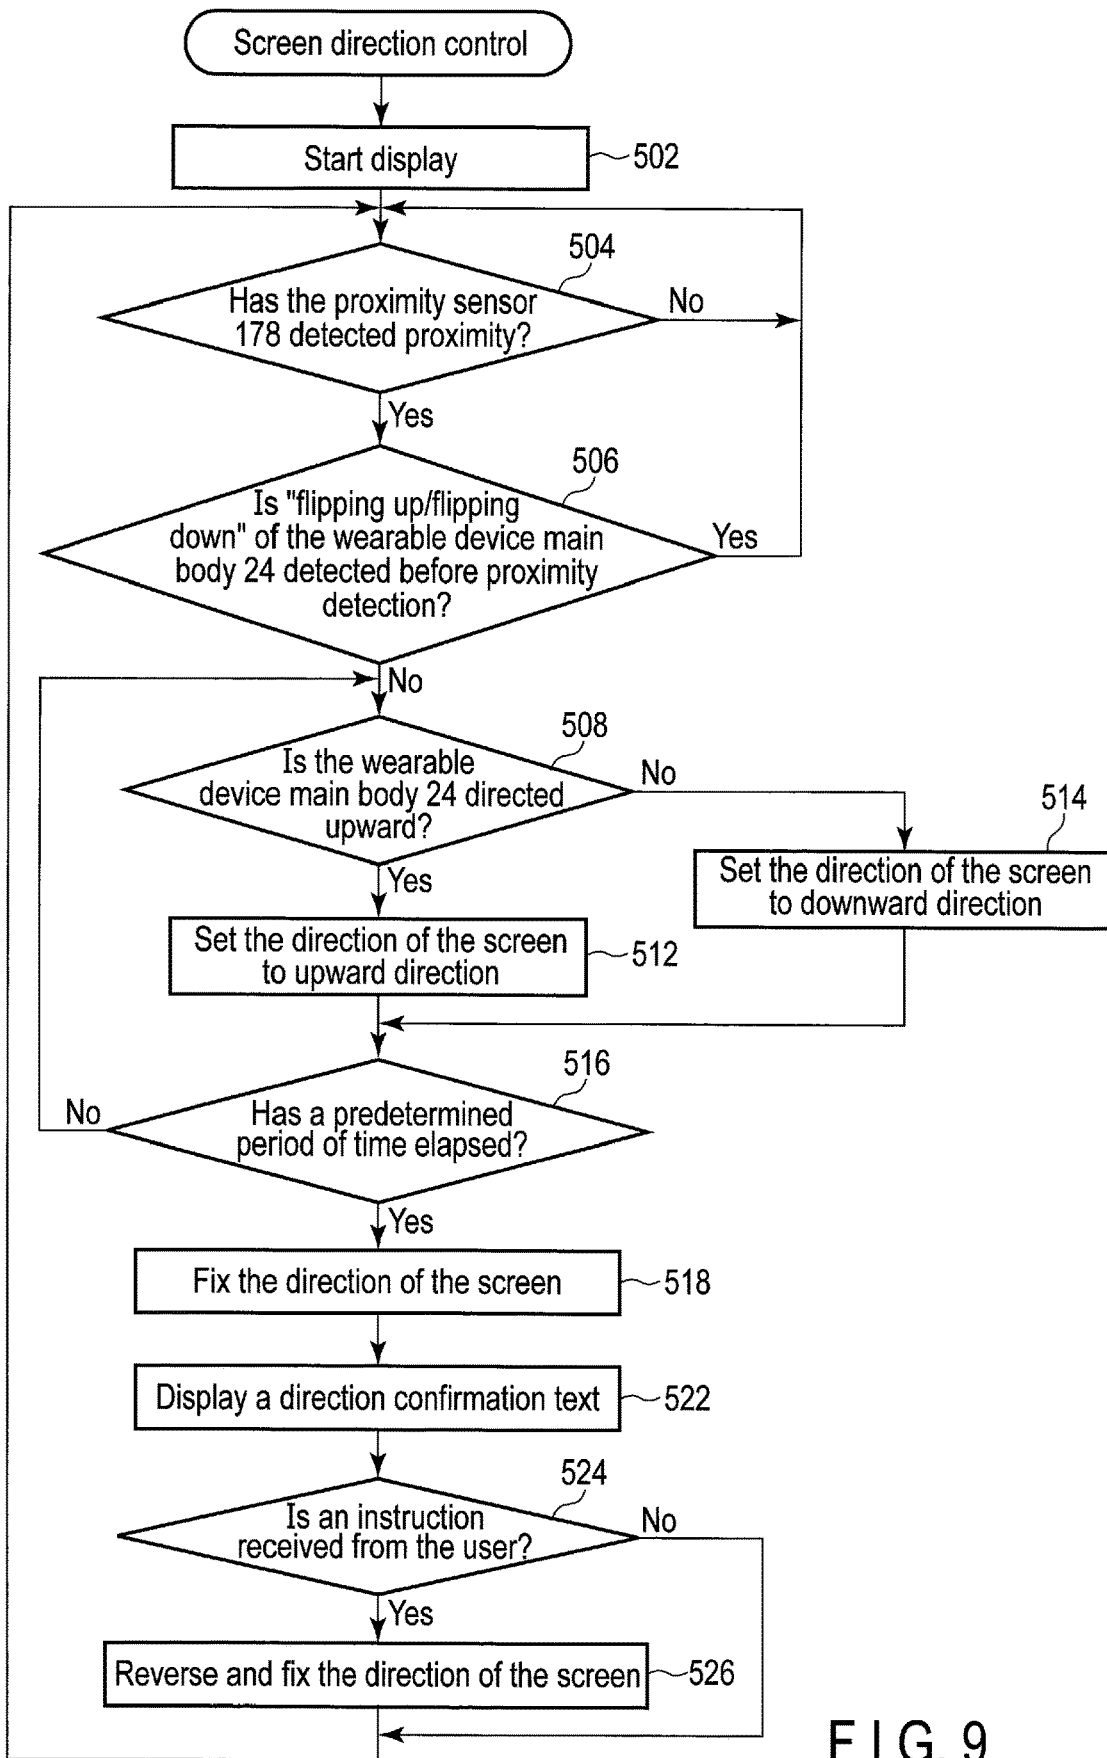 Screen direction control
Start display
502
504
Has the proximity sensor
178 detected proximity?
No
Yes
506
Is "flipping up/flipping
down" of the wearable device main
body 24 detected before proximity
detection?
Yes
No
508
Is the wearable
device main body 24 directed
upward?
No
514
Set the direction of the screen
to downward direction
Yes
Set the direction of the screen
to upward direction
512
516
Has a predetermined
period of time elapsed?
No
Yes
Fix the direction of the screen
518
Display a direction confirmation text
522
524
Is an instruction
received from the user?
No
Yes
Reverse and fix the direction of the screen
526
FIG. 9